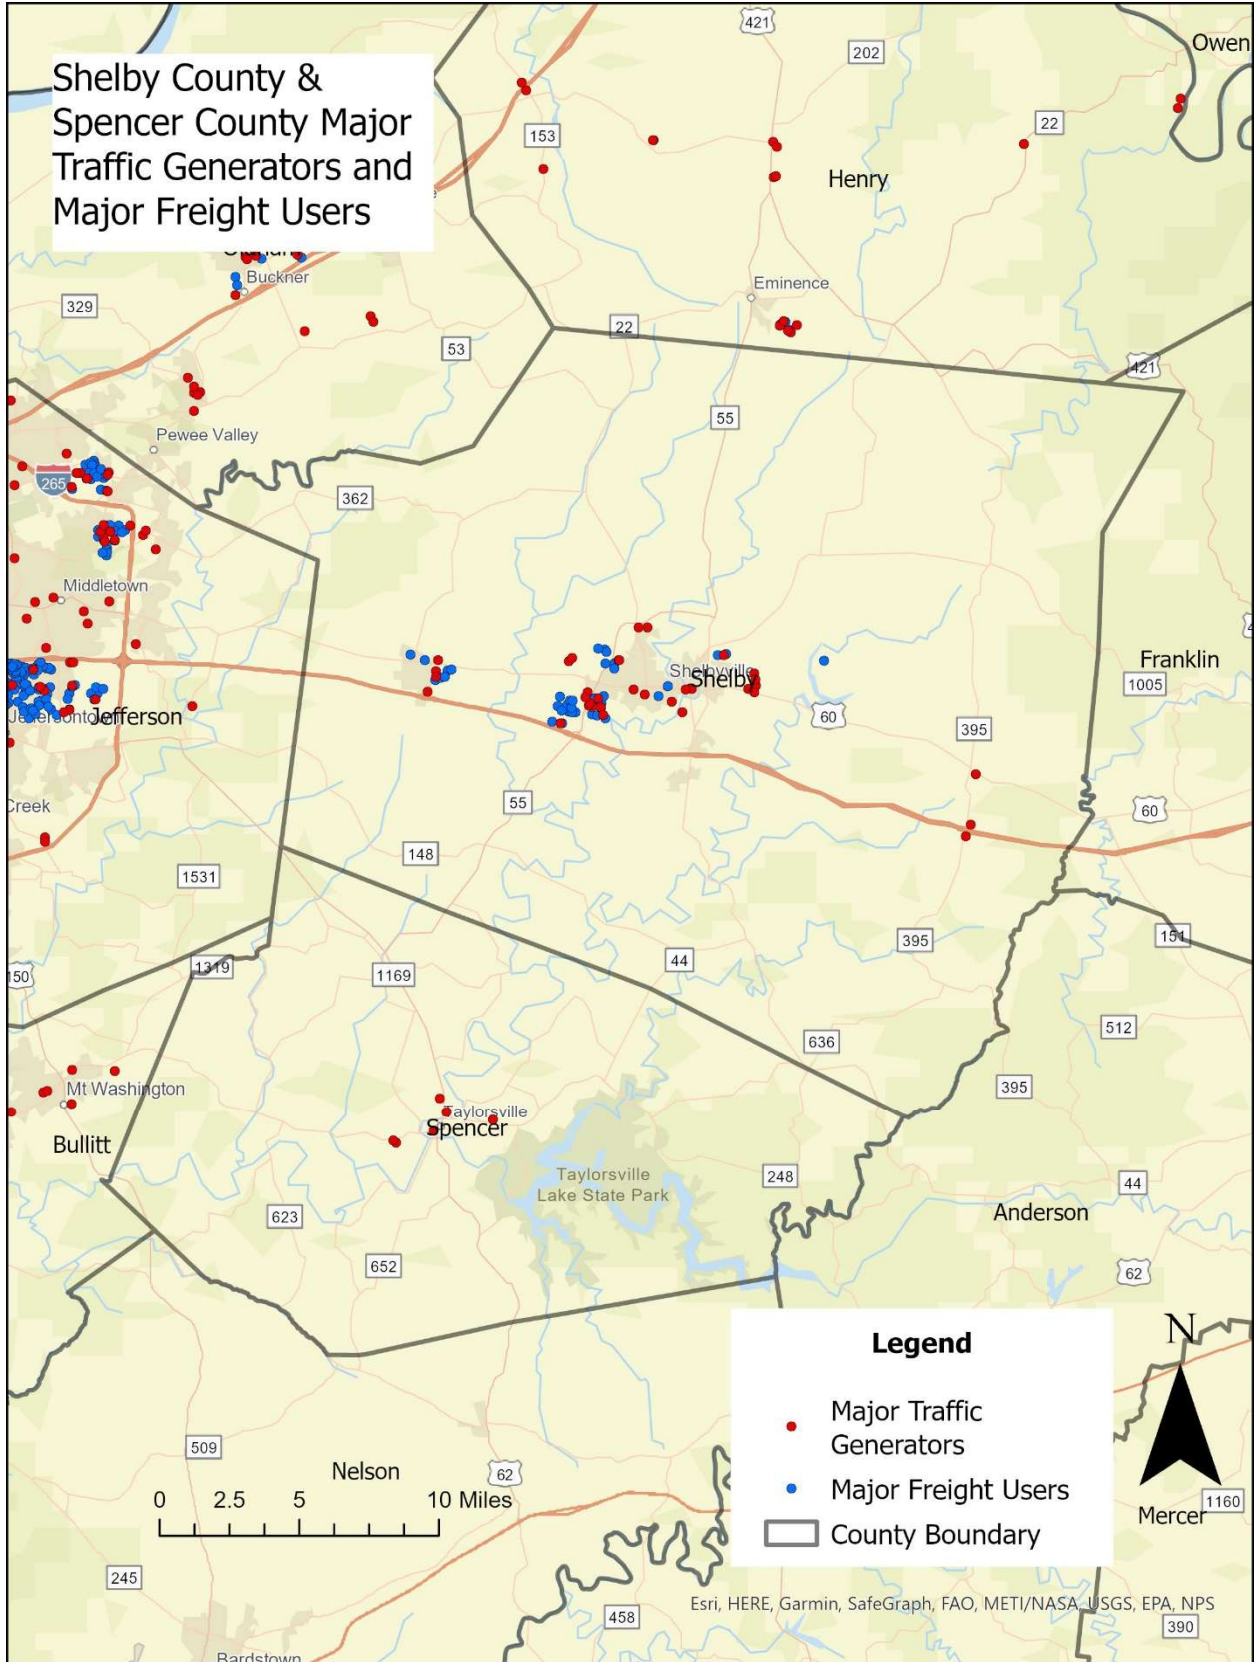 Shelby County &
Spencer County Major
Traffic Generators and
Major Freight Users
421
202
Owen
153
22
Henry
Buckner
Eminence
329
22
53
421
55
Pewee Valley
265
362
Middletown
Shelbyville
Shelby
Franklin
1005
Jeffersontown
Jefferson
60
395
Creek
55
60
148
1531
395
151
44
150
1319
1169
512
636
395
Mt Washington
Taylorsville
Spencer
Bullitt
Taylorsville
Lake State Park
248
44
623
Anderson
652
62
Legend
N
Major Traffic
Generators
509
Nelson
62
Major Freight Users
0 2.5 5 10 Miles
1160
Mercer
County Boundary
245
Esri, HERE, Garmin, SafeGraph, FAO, METI/NASA, USGS, EPA, NPS
458
390
Bardstown